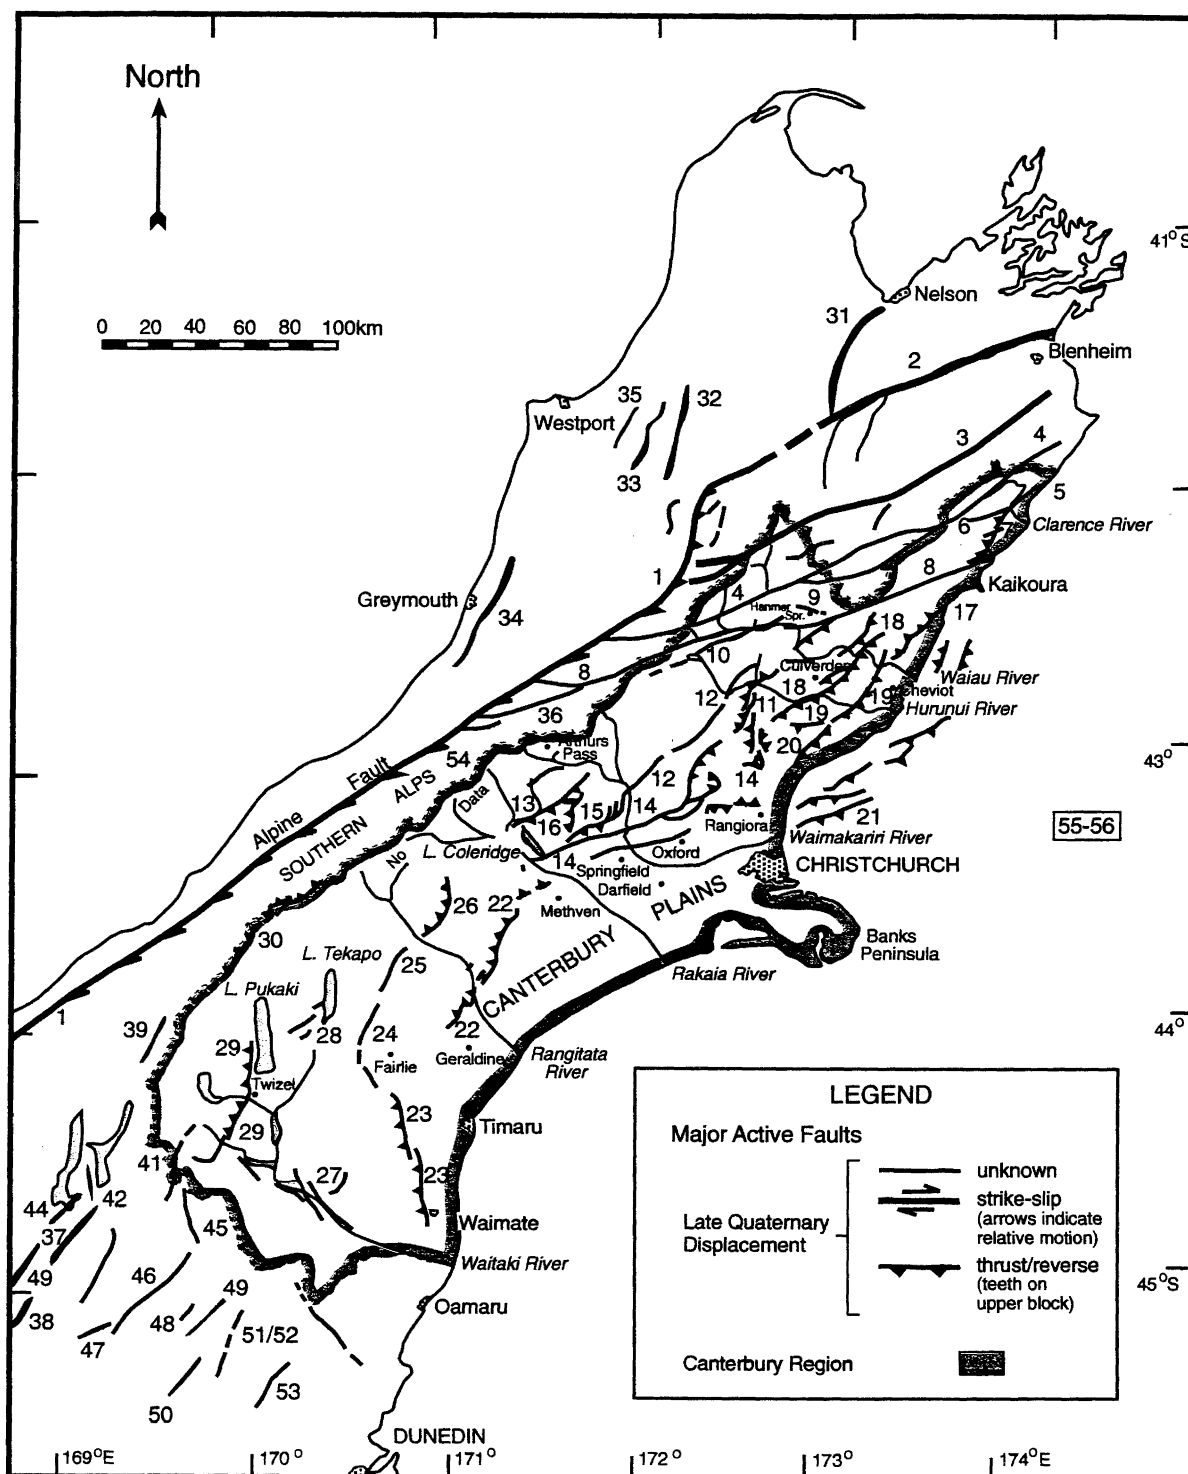 North
41°S
Nelson
31
0 20 40 60 80 100km
2
Blenheim
35
32
Westport
3
4
33
5
6
Clarence River
1
8
Kaikoura
4
9
Hanmer
Spr.
Greymouth
34
17
18
10
Culverden
Waiau River
8
12
18
19
Cheviot
11
Hurunui River
36
19
20
Arthurs
Pass
54
43°
Fault
ALPS
12
14
Data
13
15
14
Alpine
16
Rangiora
21
55-56
SOUTHERN
Waimakariri River
No
L. Coleridge
Oxford
14
Springfield
CHRISTCHURCH
Darfield
PLAINS
26
22
Methven
30
CANTERBURY
Banks
Peninsula
L. Tekapo
25
Rakaia River
L. Pukaki
1
39
28
24
22
44°
29
Fairlie
Geraldine
Rangitata
River
Twizel
LEGEND
23
29
Timaru
Major Active Faults
41
27
23
unknown
42
44
strike-slip
(arrows indicate
relative motion)
Late Quaternary
Displacement
45
Waimate
37
Waitaki River
thrust/reverse
(teeth on
upper block)
49
46
45°S
49
Oamaru
38
48
51/52
47
Canterbury Region
53
50
DUNEDIN
169°E
170°
171°
172°
173°
174°E